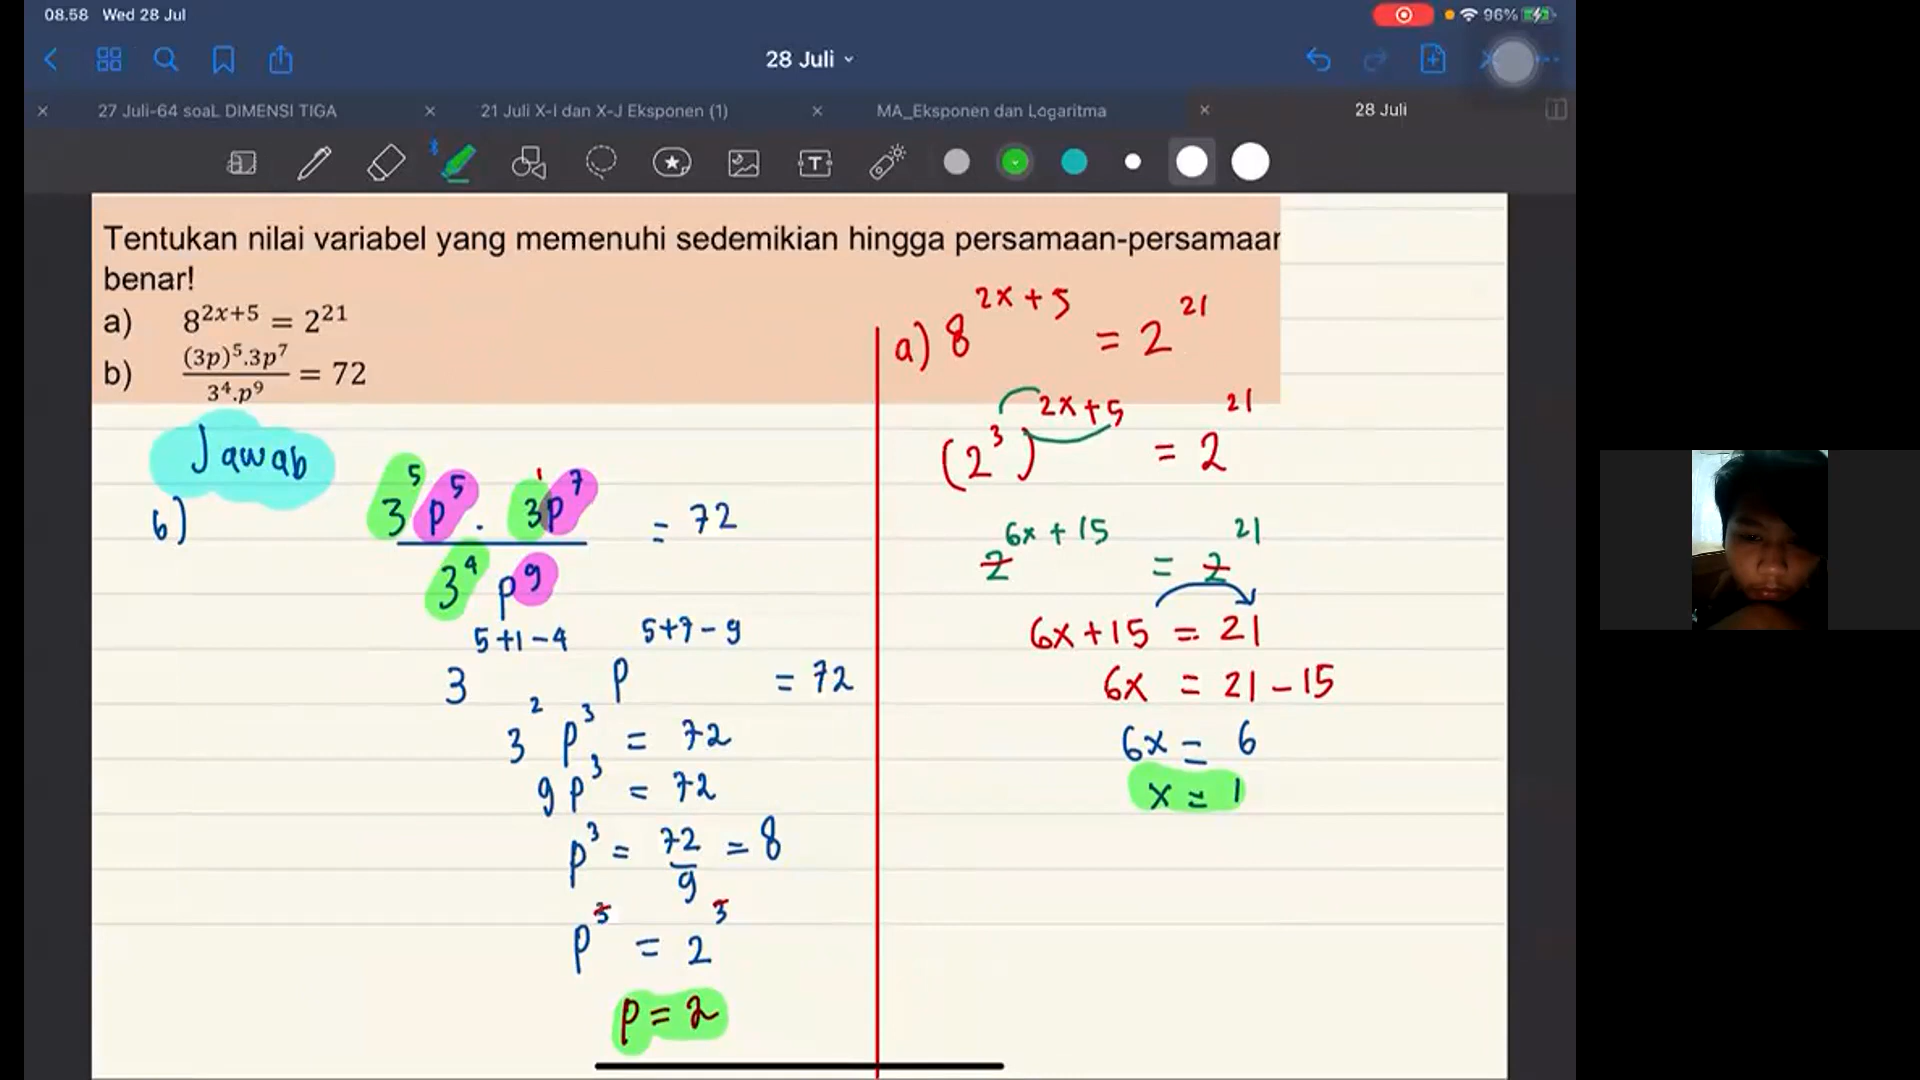 08.58 Wed 28 Jul
96%
28 Juli
27 Juli-64 soaL DIMENSI TIGA
21 Juli X-I dan X-J Eksponen (1)
MA_Eksponen dan Logaritma
28 Juli
Tentukan nilai variabel yang memenuhi sedemikian hingga persamaan-persamaan
benar!
a) 8^{2x+5} = 2^{21}
b) \frac{(3p)^5.3p^7}{3^4.p^9} = 72
Jawab
b) \frac{3^5 p^5 . 3^1 p^7}{3^4 p^9} = 72
3^{5+1-4} p^{5+7-9} = 72
3^2 p^3 = 72
9p^3 = 72
p^3 = \frac{72}{9} = 8
p^3 = 2^3
p = 2
a) 8^{2x+5} = 2^{21}
(2^3)^{2x+5} = 2^{21}
2^{6x+15} = 2^{21}
6x+15 = 21
6x = 21-15
6x = 6
x = 1